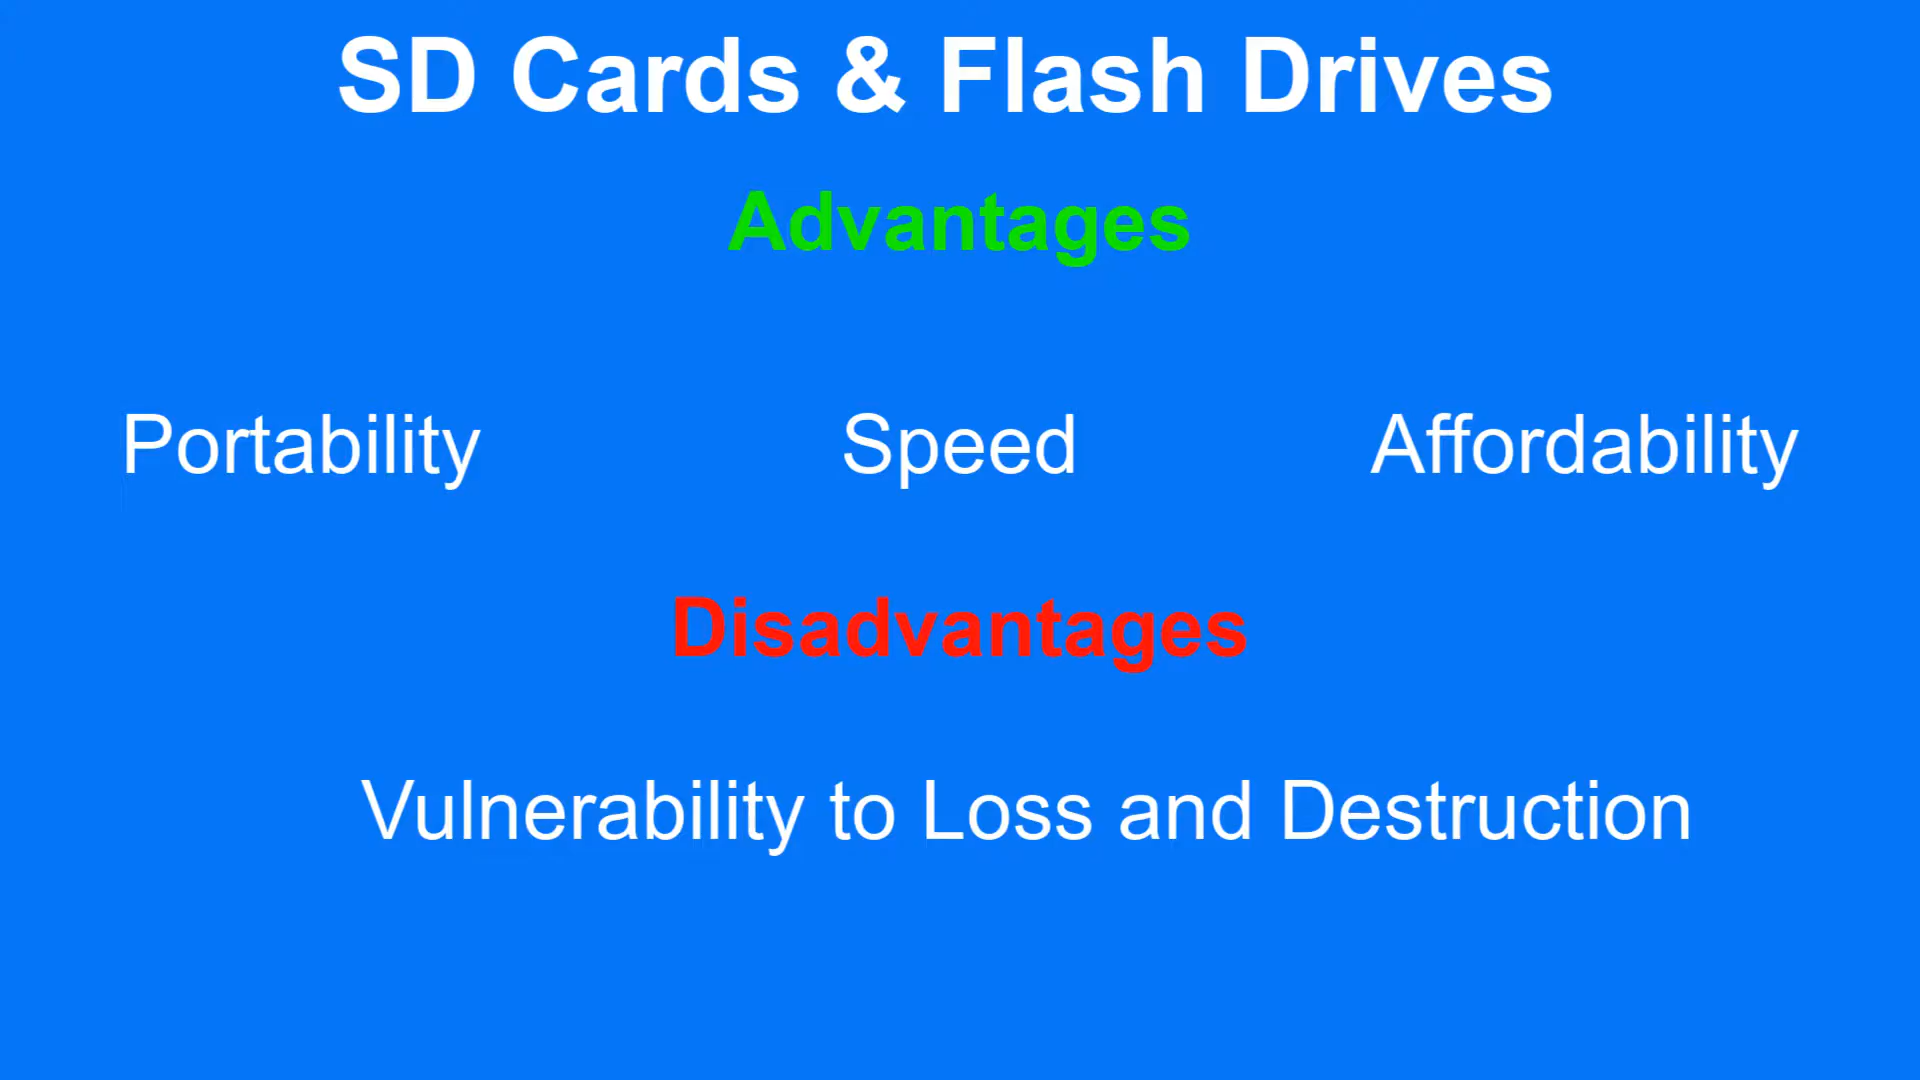 SD Cards & Flash Drives
Advantages
Portability Speed Affordability
Disadvantages
Vulnerability to Loss and Destruction